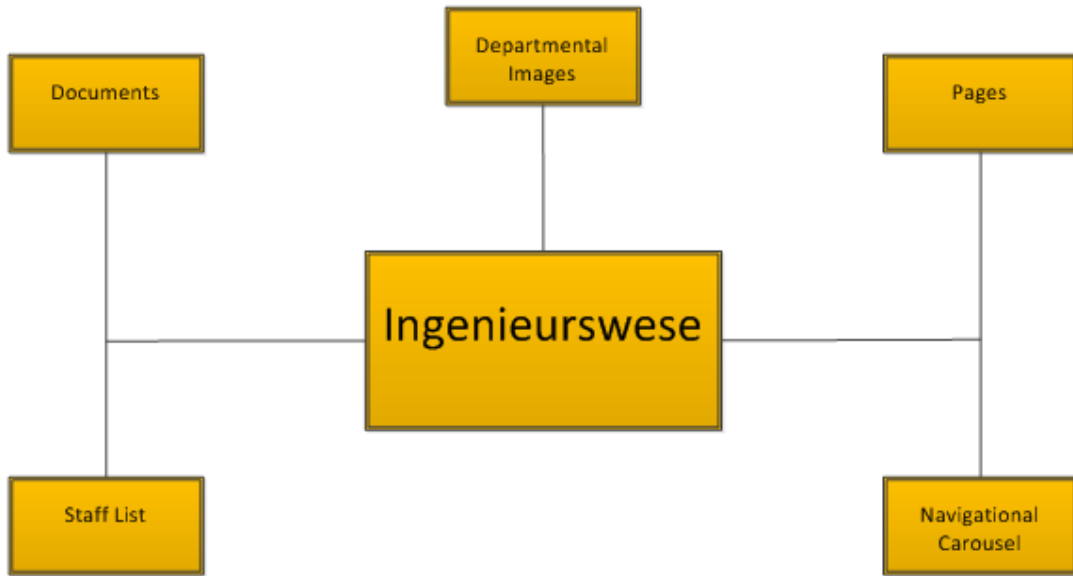 Departmental
Images
Documents
Pages
Ingenieurswese
Staff List
Navigational
Carousel